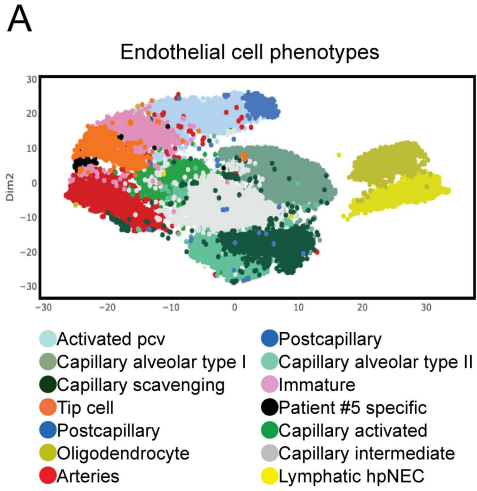 A
Endothelial cell phenotypes
30
20
10
0
−10
−20
−30
Dim2
−30 −20 −10 0 10 20 30
Activated pcv
Postcapillary
Capillary alveolar type I
Capillary alveolar type II
Capillary scavenging
Immature
Tip cell
Patient #5 specific
Postcapillary
Capillary activated
Oligodendrocyte
Capillary intermediate
Arteries
Lymphatic hpNEC